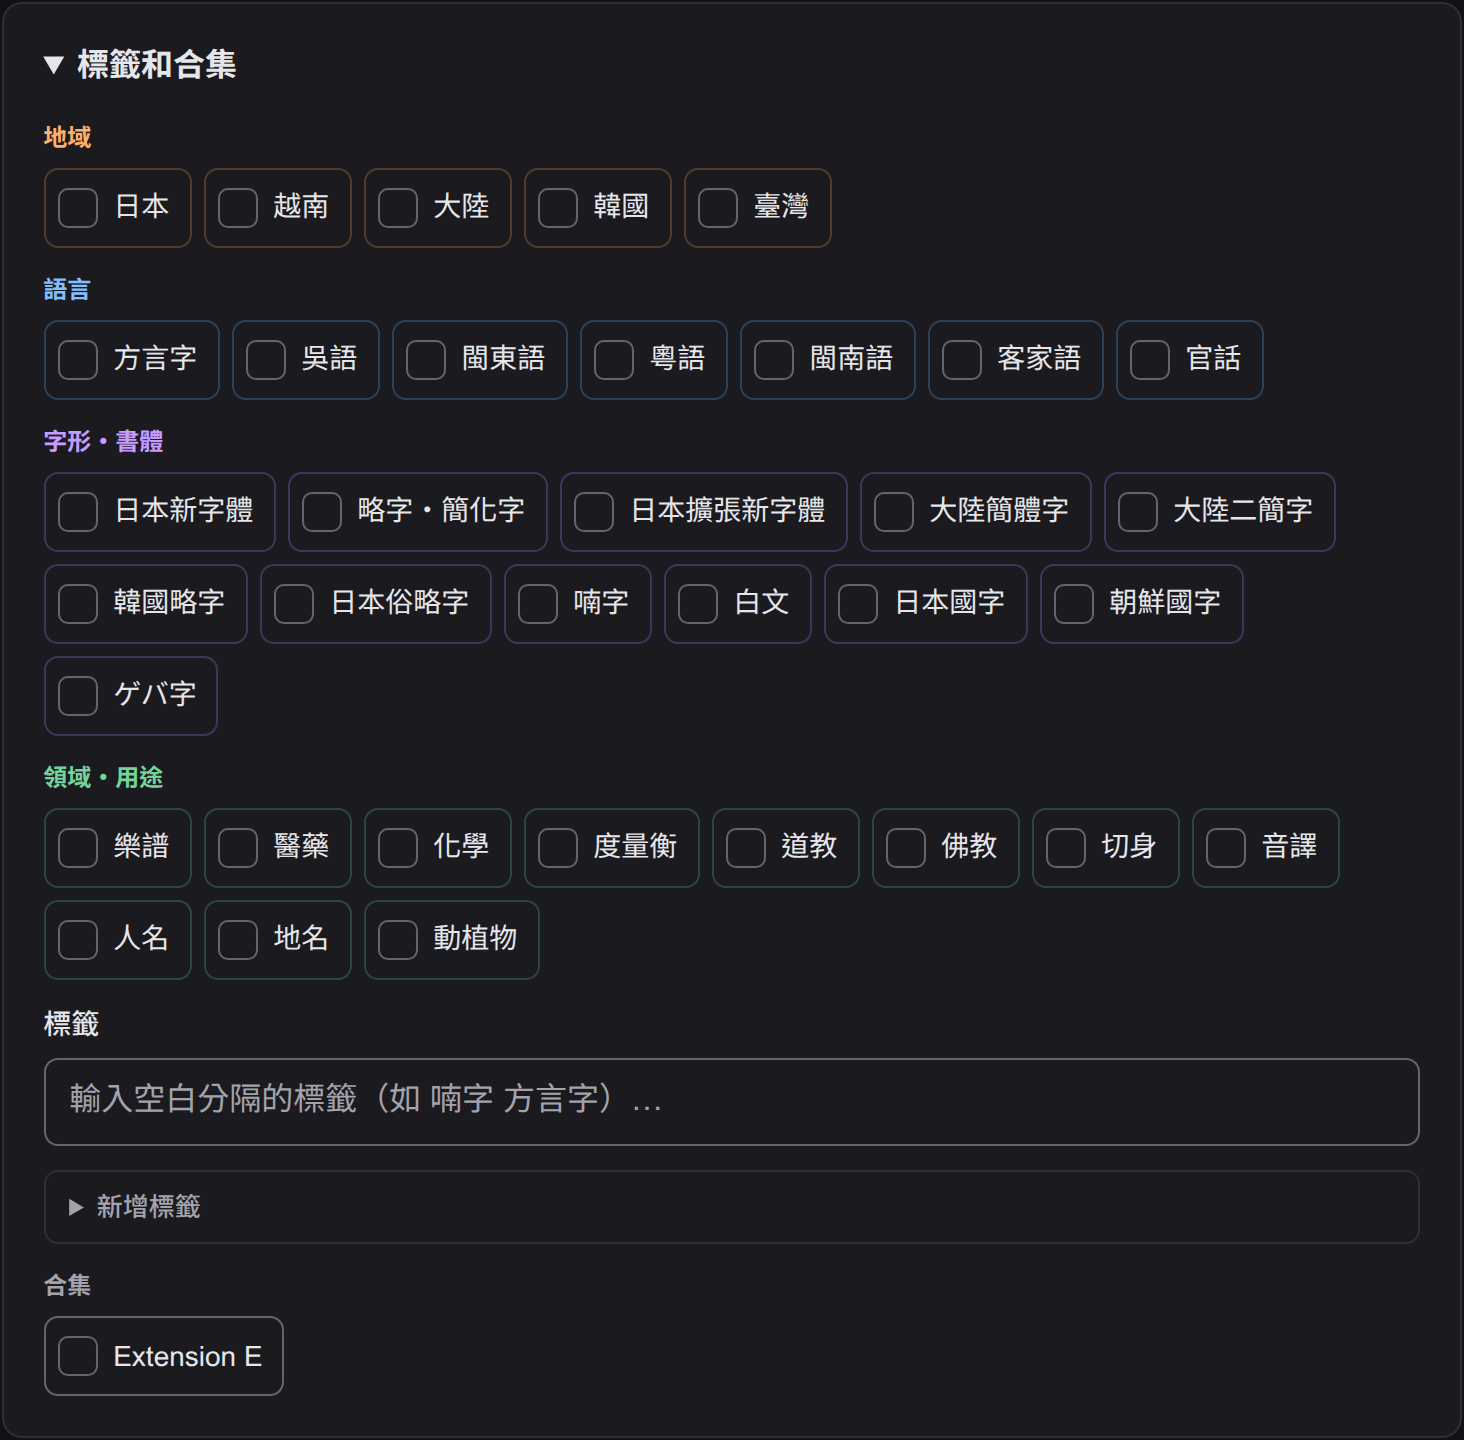 ▼ 標籤和合集
地域
日本 越南 大陸 韓國 臺灣
語言
方言字 吳語 閩東語 粵語 閩南語 客家語 官話
字形・書體
日本新字體 略字・簡化字 日本擴張新字體 大陸簡體字 大陸二簡字
韓國略字 日本俗略字 喃字 白文 日本國字 朝鮮國字
ゲバ字
領域・用途
樂譜 醫藥 化學 度量衡 道教 佛教 切身 音譯
人名 地名 動植物
標籤
輸入空白分隔的標籤（如 喃字 方言字）…
▶ 新增標籤
合集
Extension E